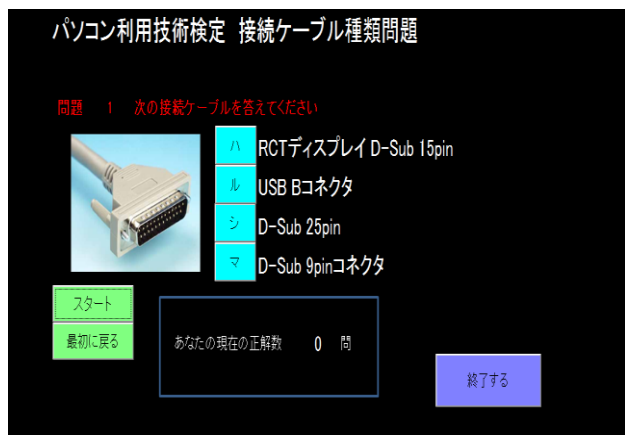 パソコン利用技術検定 接続ケーブル種類問題
問題 1 次の接続ケーブルを答えてください
ハ RCTディスプレイ D-Sub 15pin
ル USB Bコネクタ
シ D-Sub 25pin
マ D-Sub 9pinコネクタ
スタート
最初に戻る
あなたの現在の正解数 0 問
終了する